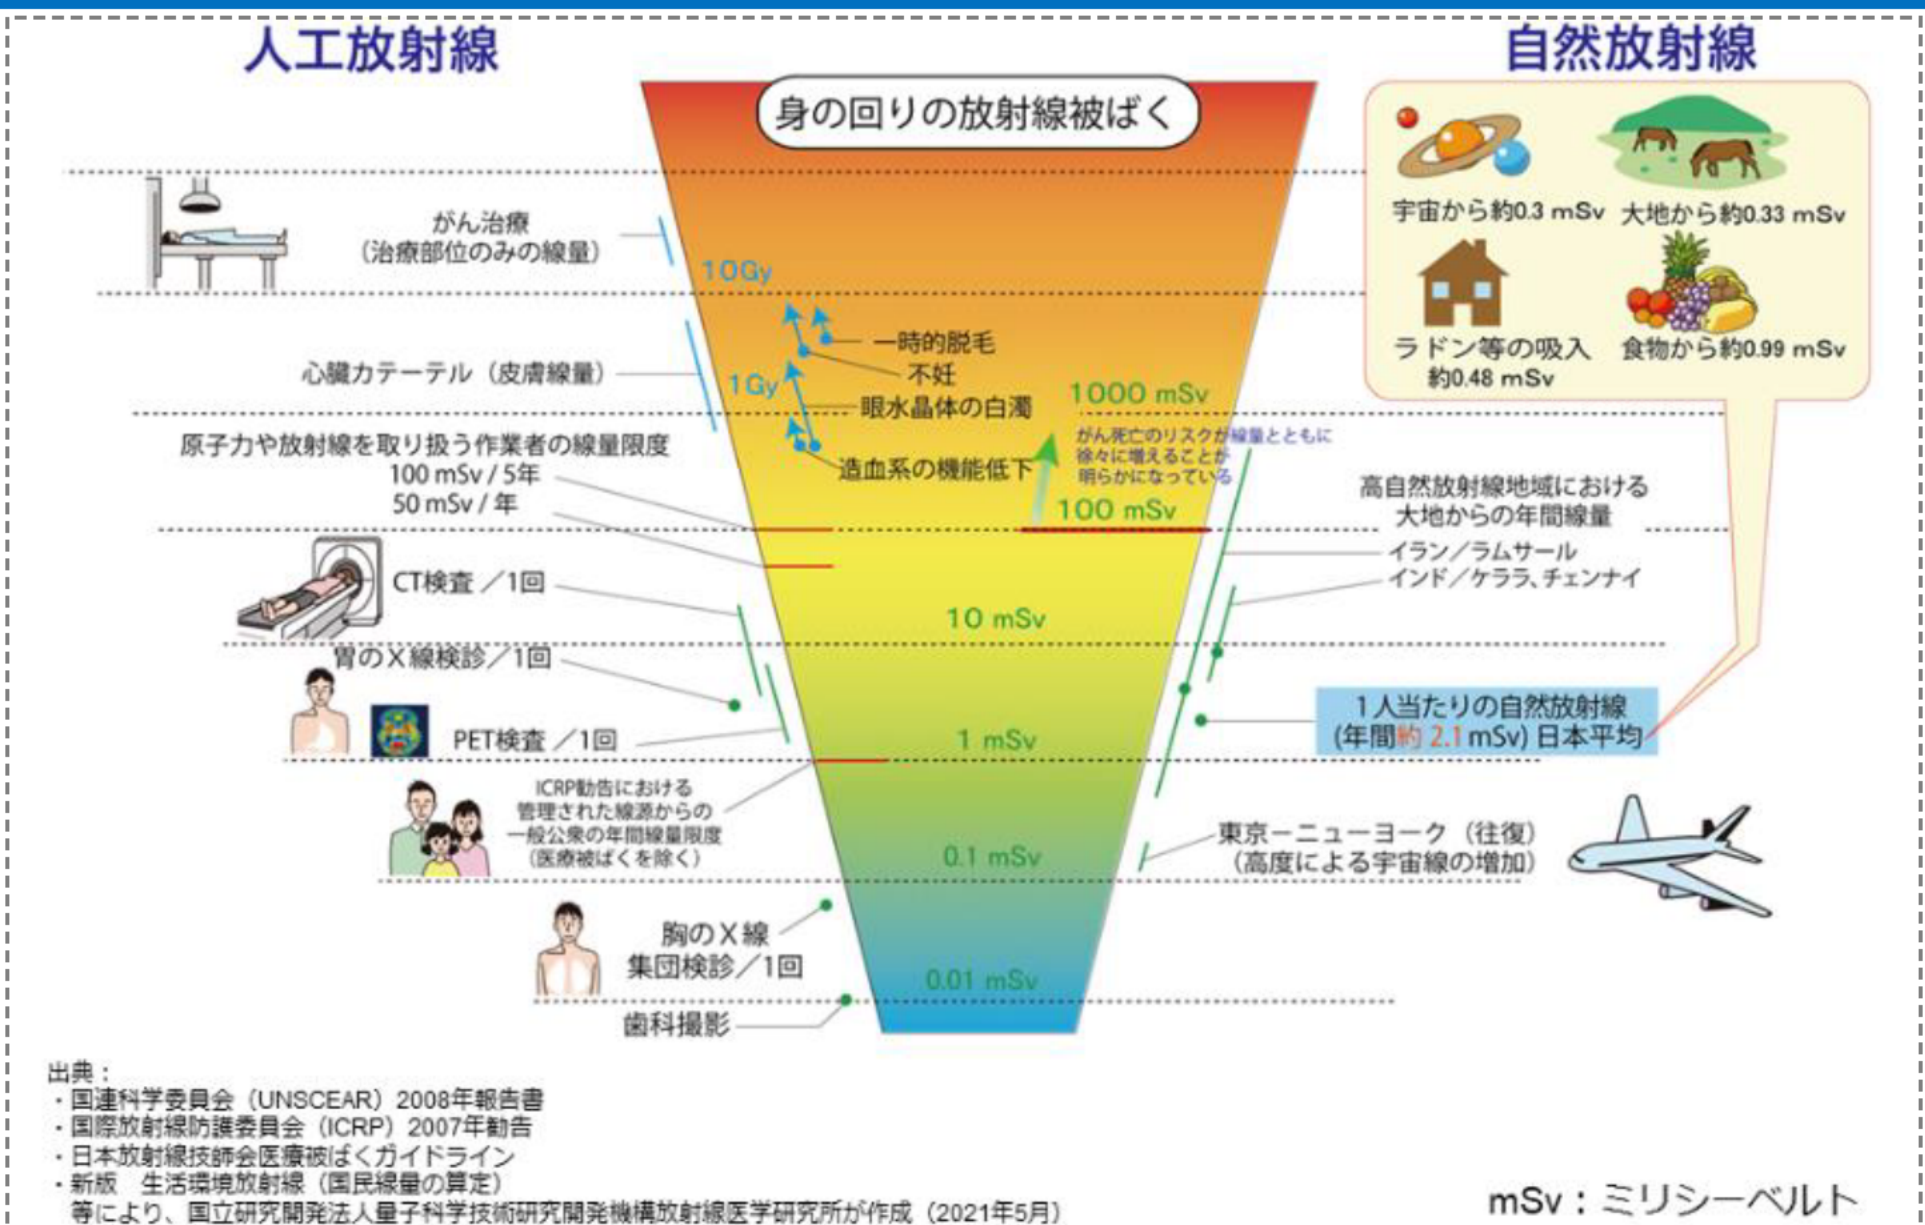 人工放射線
自然放射線
身の回りの放射線被ばく
宇宙から約0.3 mSv
大地から約0.33 mSv
ラドン等の吸入
約0.48 mSv
食物から約0.99 mSv
がん治療
（治療部位のみの線量）
10Gy
一時的脱毛
不妊
心臓カテーテル（皮膚線量）
1Gy
眼水晶体の白濁
1000 mSv
造血系の機能低下
がん死亡のリスクが線量とともに
徐々に増えることが
明らかになっている
原子力や放射線を取り扱う作業者の線量限度
100 mSv / 5年
50 mSv / 年
100 mSv
高自然放射線地域における
大地からの年間線量
イラン／ラムサール
インド／ケララ、チェンナイ
CT検査 ／1回
10 mSv
胃のＸ線検診／1回
PET検査 ／1回
1 mSv
1人当たりの自然放射線
(年間約 2.1 mSv) 日本平均
ICRP勧告における
管理された線源からの
一般公衆の年間線量限度
（医療被ばくを除く）
0.1 mSv
東京ーニューヨーク（往復）
（高度による宇宙線の増加）
胸のＸ線
集団検診／1回
0.01 mSv
歯科撮影
出典：
・国連科学委員会（UNSCEAR）2008年報告書
・国際放射線防護委員会（ICRP）2007年勧告
・日本放射線技師会医療被ばくガイドライン
・新版　生活環境放射線（国民線量の算定）
等により、国立研究開発法人量子科学技術研究開発機構放射線医学研究所が作成（2021年5月）
mSv：ミリシーベルト